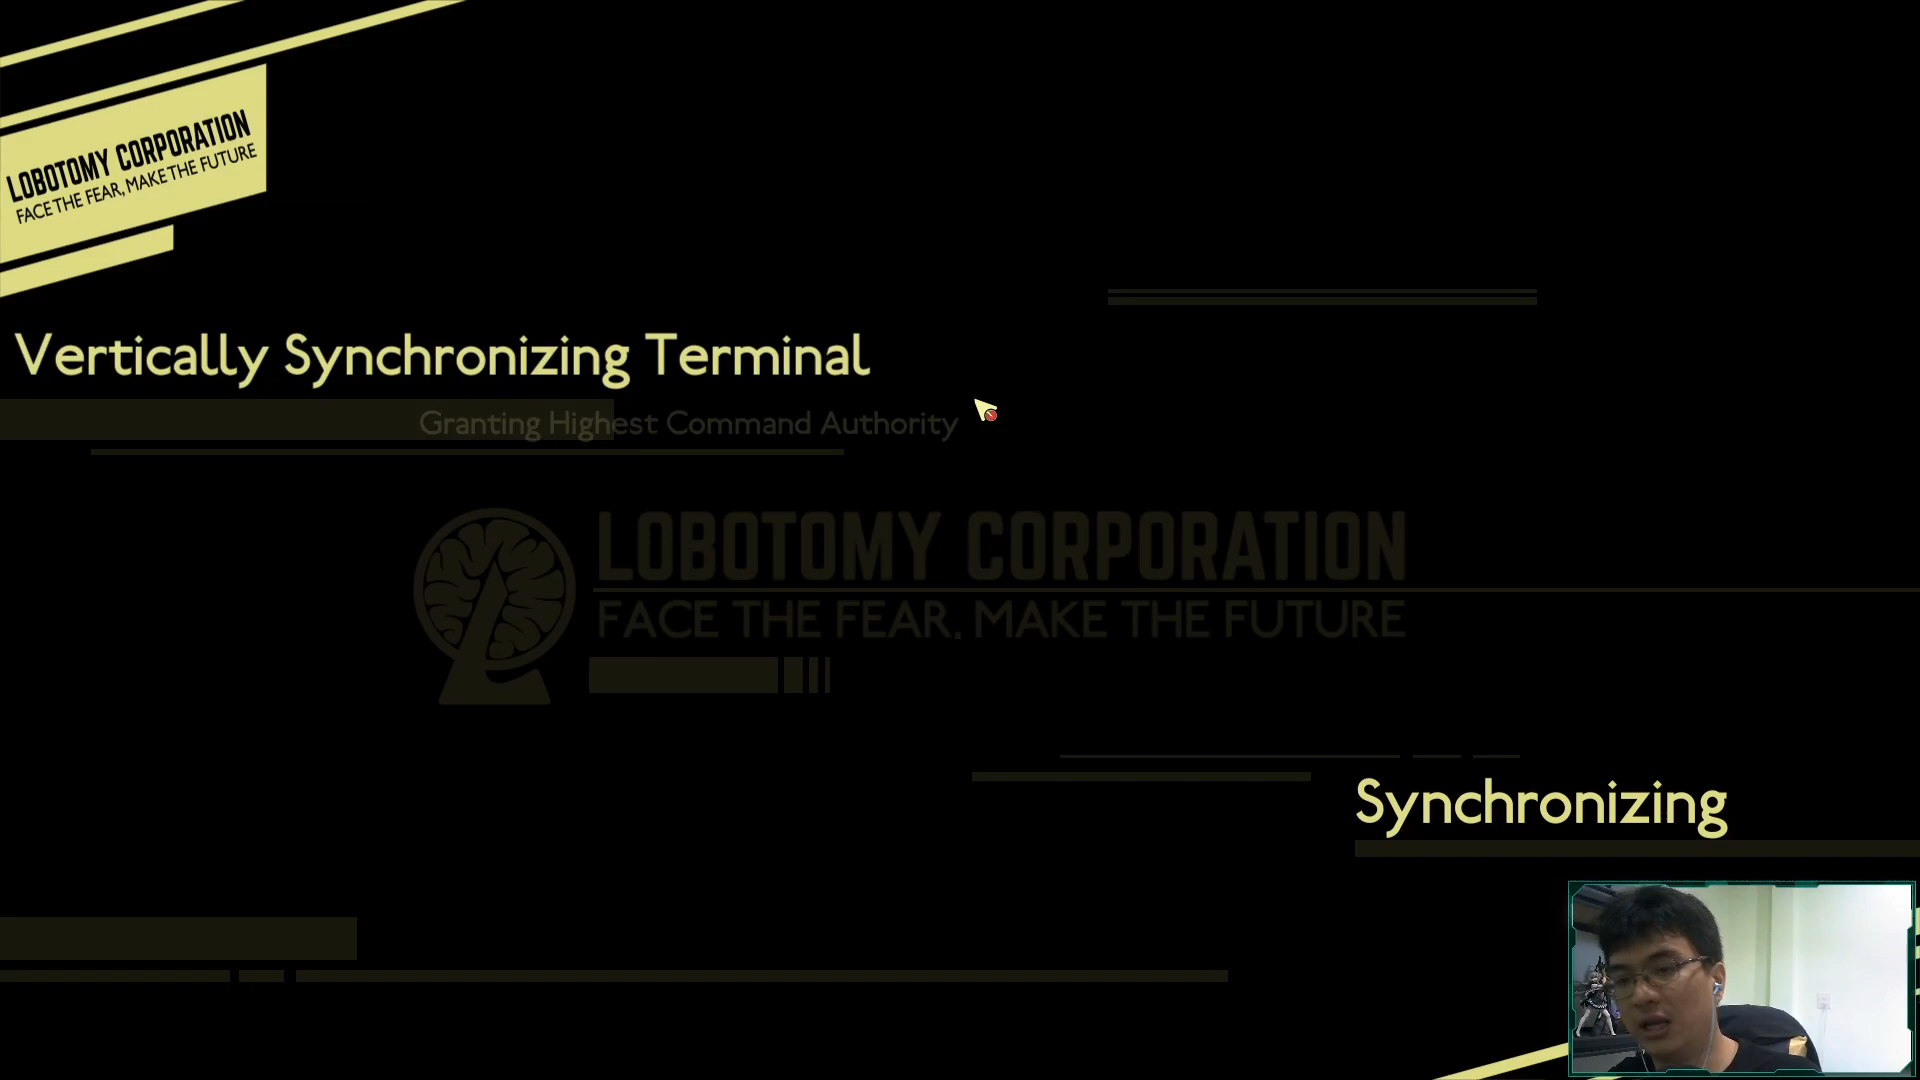 LOBOTOMY CORPORATION
FACE THE FEAR, MAKE THE FUTURE
Vertically Synchronizing Terminal
Granting Highest Command Authority
LOBOTOMY CORPORATION
FACE THE FEAR. MAKE THE FUTURE
Synchronizing